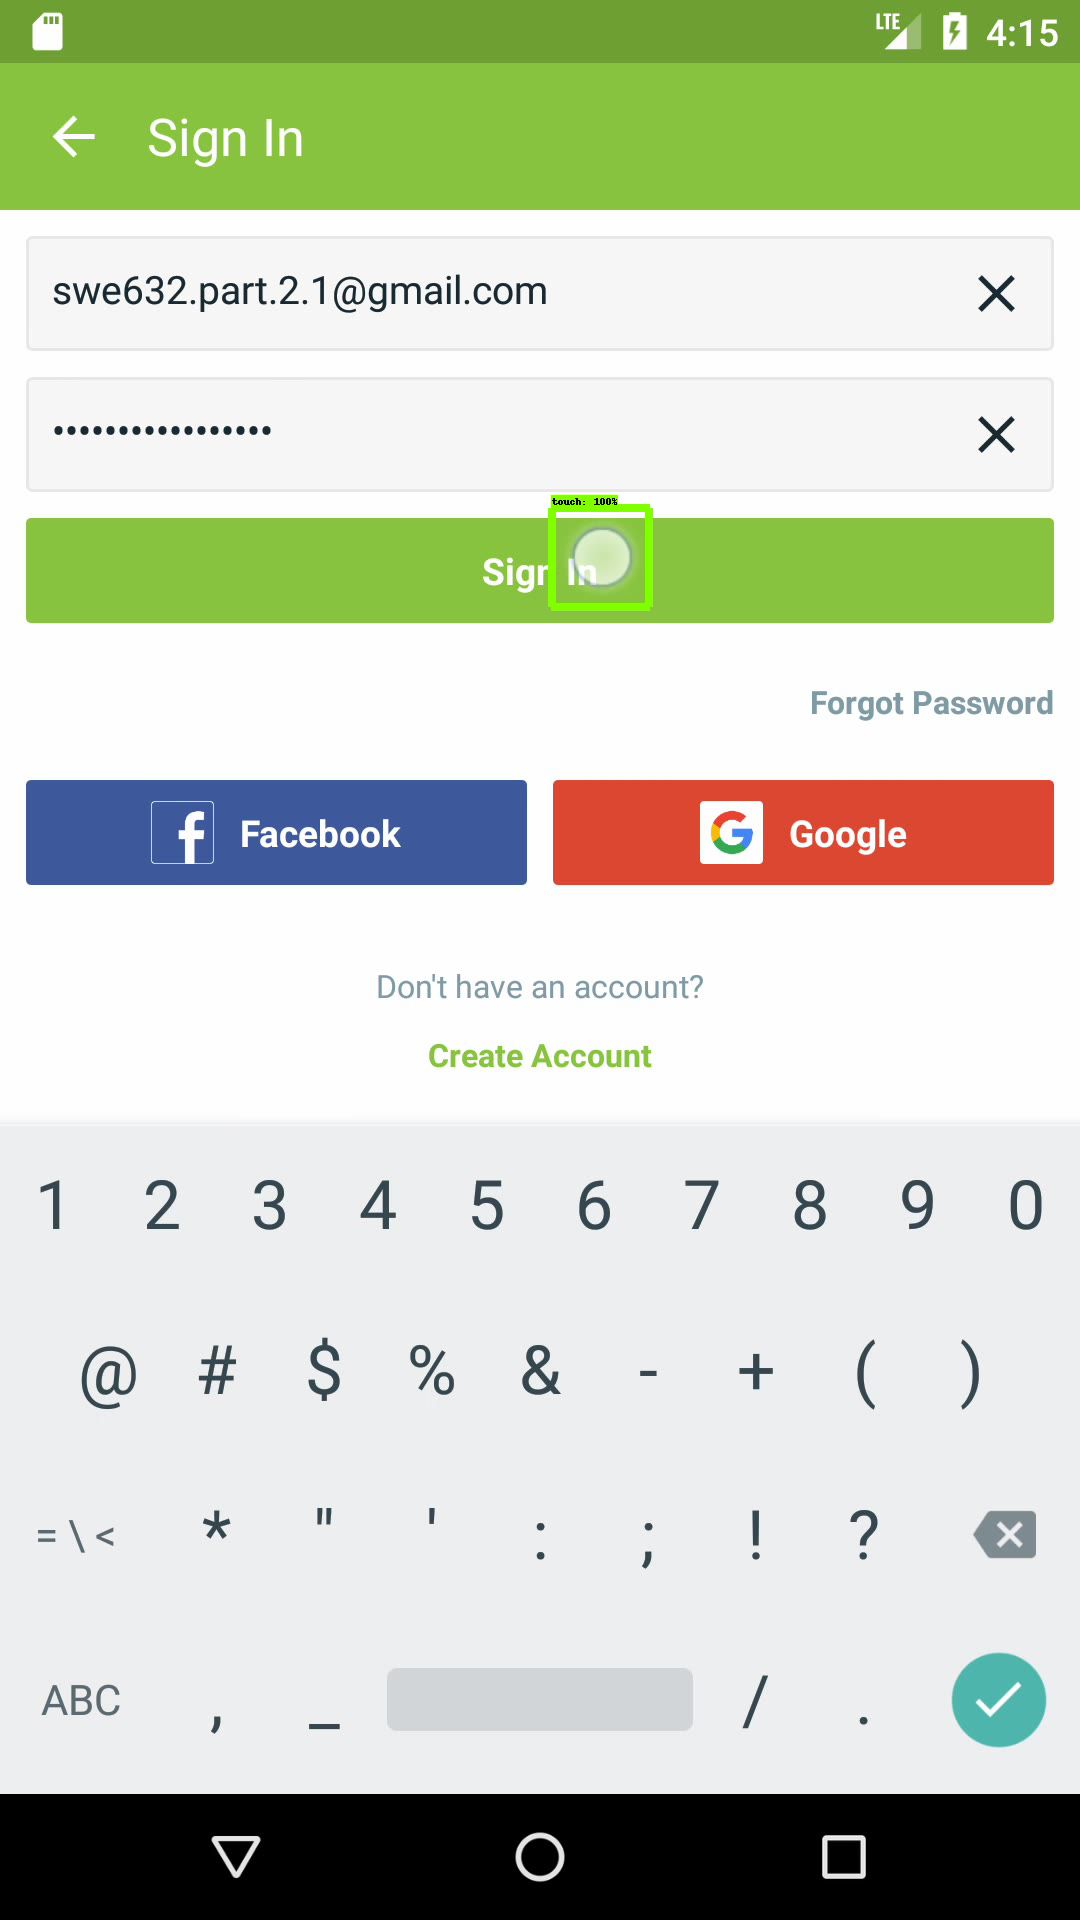 LTE 4:15
Sign In
swe632.part.2.1@gmail.com
•••••••••••••••••
touch: 100%
Sign In
Forgot Password
Facebook
Google
Don't have an account?
Create Account
1 2 3 4 5 6 7 8 9 0
@ # $ % & - + ( )
= \ < * " ' : ; ! ?
ABC , _ / .